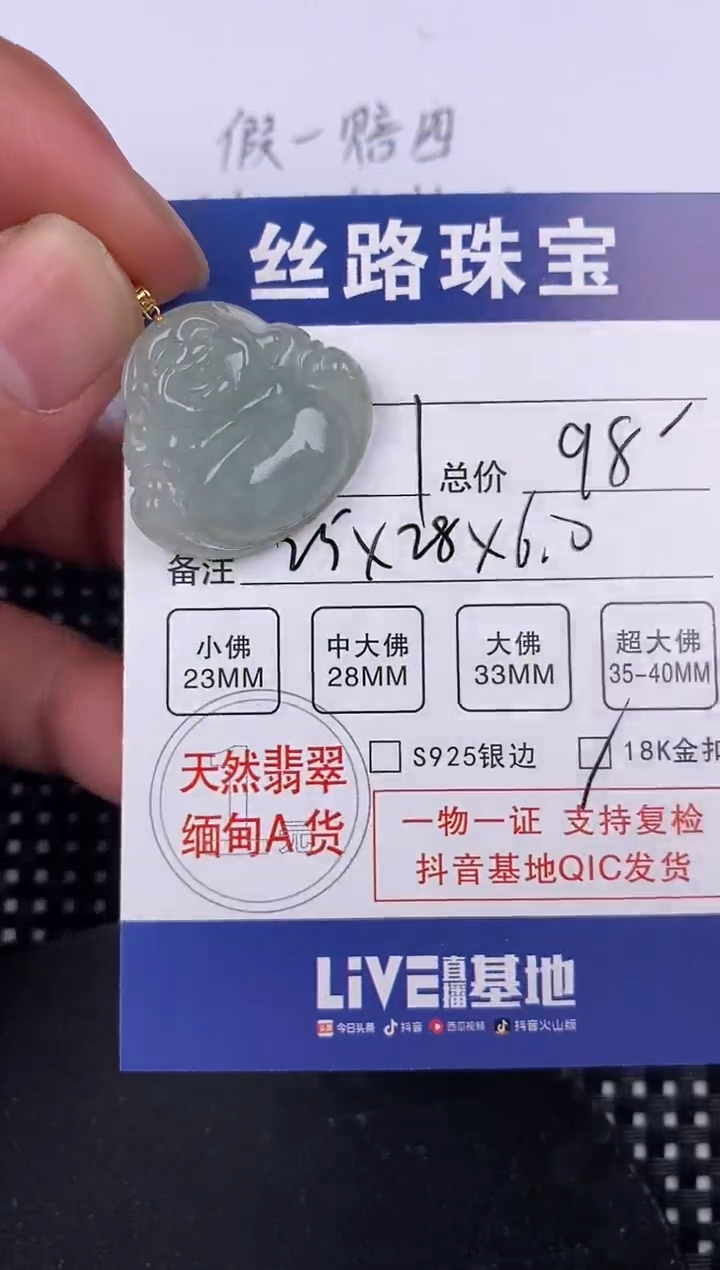 假一赔四
丝路珠宝
总价 98
备注 25X28X6.0
小佛 中大佛 大佛 超大佛
23MM 28MM 33MM 35-40MM
S925银边 18K金扣
天然翡翠
缅甸A货
一物一证 支持复检
抖音基地QIC发货
LiVE直播基地
今日头条 抖音 西瓜视频 抖音火山版